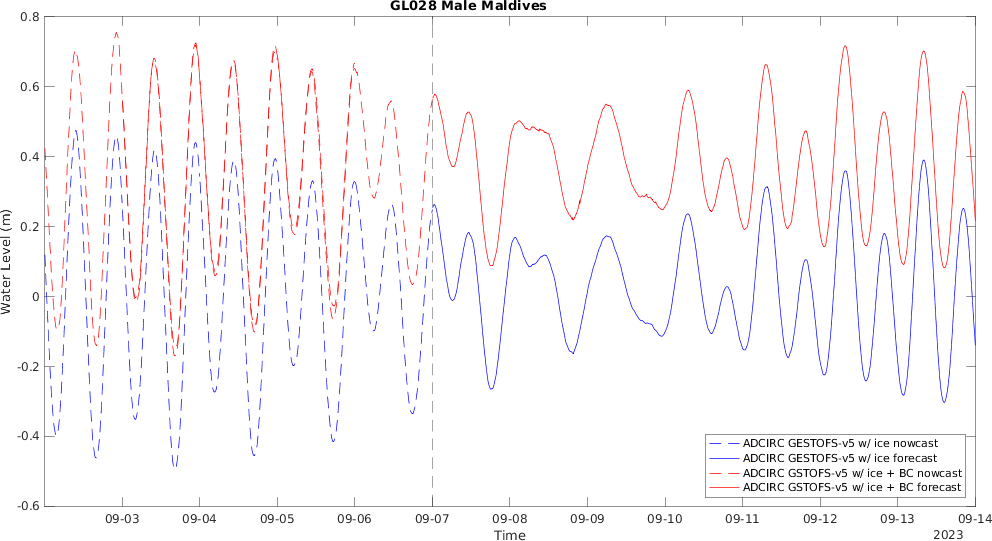 GL028 Male Maldives
0.8
0.6
0.4
0.2
0
-0.2
-0.4
-0.6
Water Level (m)
09-03 09-04 09-05 09-06 09-07 09-08 09-09 09-10 09-11 09-12 09-13 09-14
Time
2023
ADCIRC GESTOFS-v5 w/ ice nowcast
ADCIRC GESTOFS-v5 w/ ice forecast
ADCIRC GSTOFS-v5 w/ ice + BC nowcast
ADCIRC GSTOFS-v5 w/ ice + BC forecast